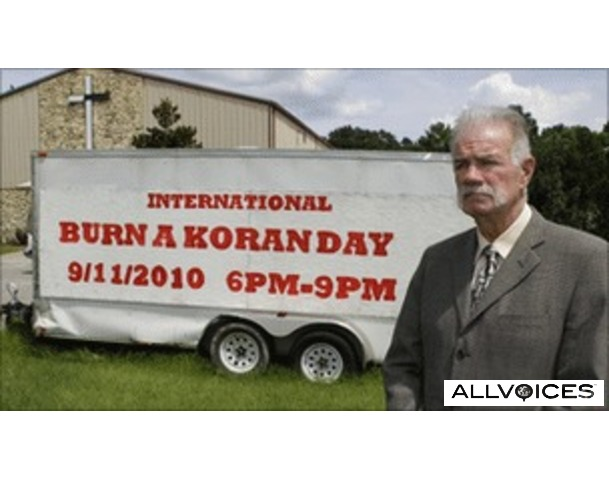 INTERNATIONAL
BURN A KORAN DAY
9/11/2010 6PM-9PM
ALLVOICES